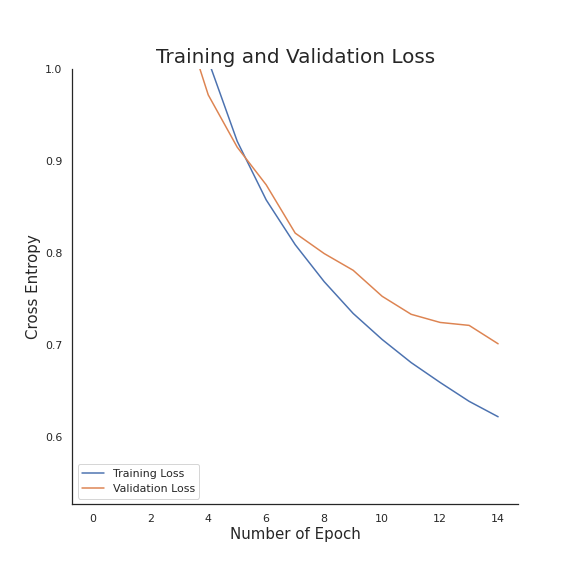 Training and Validation Loss
1.0
0.9
0.8
0.7
0.6
Cross Entropy
Training Loss
Validation Loss
0 2 4 6 8 10 12 14
Number of Epoch